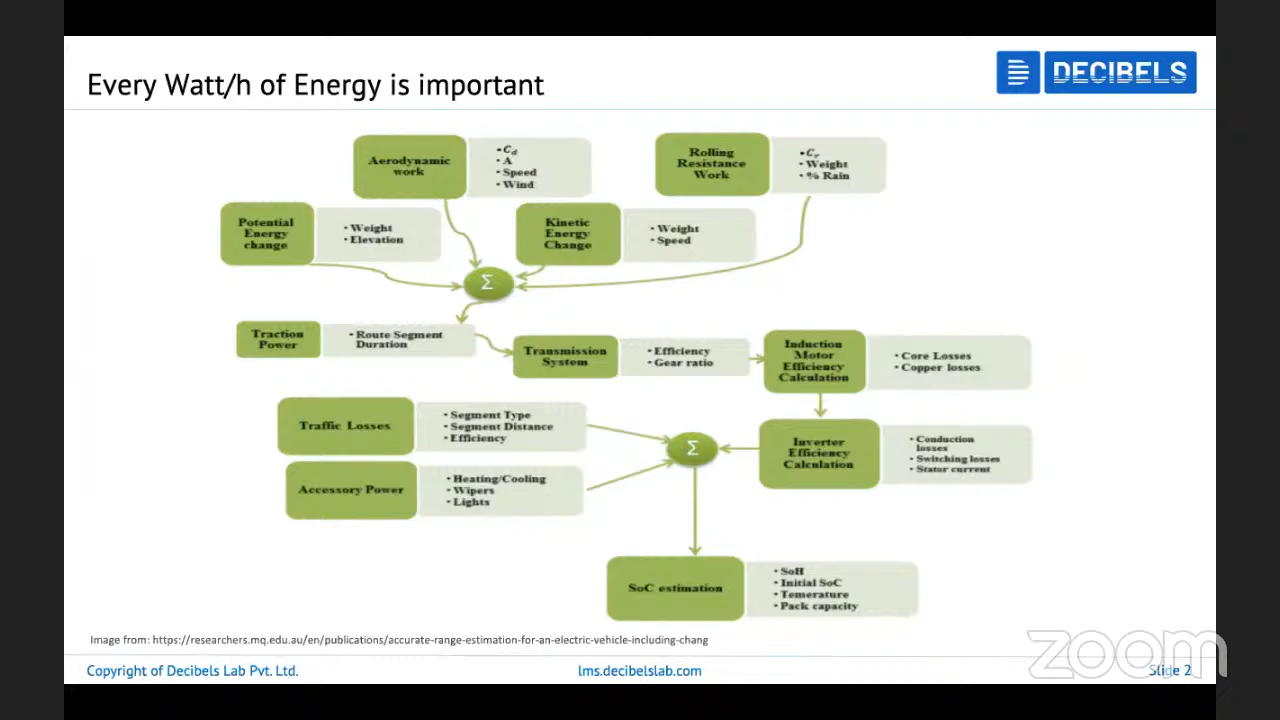 Every Watt/h of Energy is important
DECIBELS
Aerodynamic
work
• Cd
• A
• Speed
• Wind
Rolling
Resistance
Work
• Cr
• Weight
• % Rain
Potential
Energy
change
• Weight
• Elevation
Kinetic
Energy
Change
• Weight
• Speed
Σ
Traction
Power
• Route Segment
Duration
Transmission
System
• Efficiency
• Gear ratio
Induction
Motor
Efficiency
Calculation
• Core Losses
• Copper losses
Traffic Losses
• Segment Type
• Segment Distance
• Efficiency
Σ
Inverter
Efficiency
Calculation
• Conduction
losses
• Switching losses
• Stator current
Accessory Power
• Heating/Cooling
• Wipers
• Lights
SoC estimation
• SoH
• Initial SoC
• Temerature
• Pack capacity
Image from: https://researchers.mq.edu.au/en/publications/accurate-range-estimation-for-an-electric-vehicle-including-chang
zoom
Copyright of Decibels Lab Pvt. Ltd.
lms.decibelslab.com
Slide 2